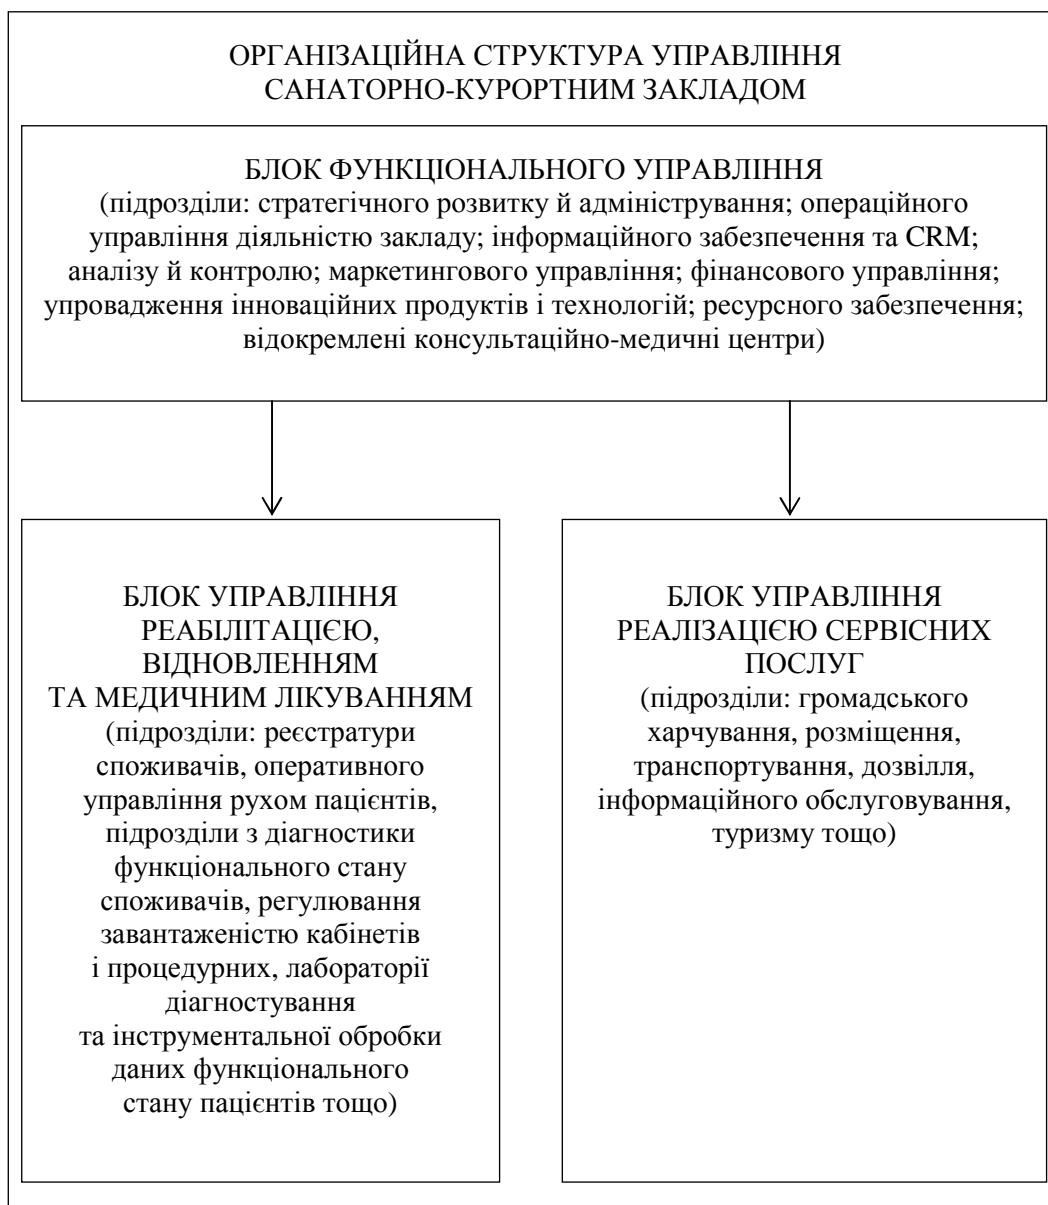 ОРГАНІЗАЦІЙНА СТРУКТУРА УПРАВЛІННЯ
САНАТОРНО-КУРОРТНИМ ЗАКЛАДОМ
БЛОК ФУНКЦІОНАЛЬНОГО УПРАВЛІННЯ
(підрозділи: стратегічного розвитку й адміністрування; операційного
управління діяльністю закладу; інформаційного забезпечення та CRM;
аналізу й контролю; маркетингового управління; фінансового управління;
упровадження інноваційних продуктів і технологій; ресурсного забезпечення;
відокремлені консультаційно-медичні центри)
БЛОК УПРАВЛІННЯ
РЕАБІЛІТАЦІЄЮ,
ВІДНОВЛЕННЯМ
ТА МЕДИЧНИМ ЛІКУВАННЯМ
(підрозділи: реєстратури
споживачів, оперативного
управління рухом пацієнтів,
підрозділи з діагностики
функціонального стану
споживачів, регулювання
завантаженістю кабінетів
і процедурних, лабораторії
діагностування
та інструментальної обробки
даних функціонального
стану пацієнтів тощо)
БЛОК УПРАВЛІННЯ
РЕАЛІЗАЦІЄЮ СЕРВІСНИХ
ПОСЛУГ
(підрозділи: громадського
харчування, розміщення,
транспортування, дозвілля,
інформаційного обслуговування,
туризму тощо)